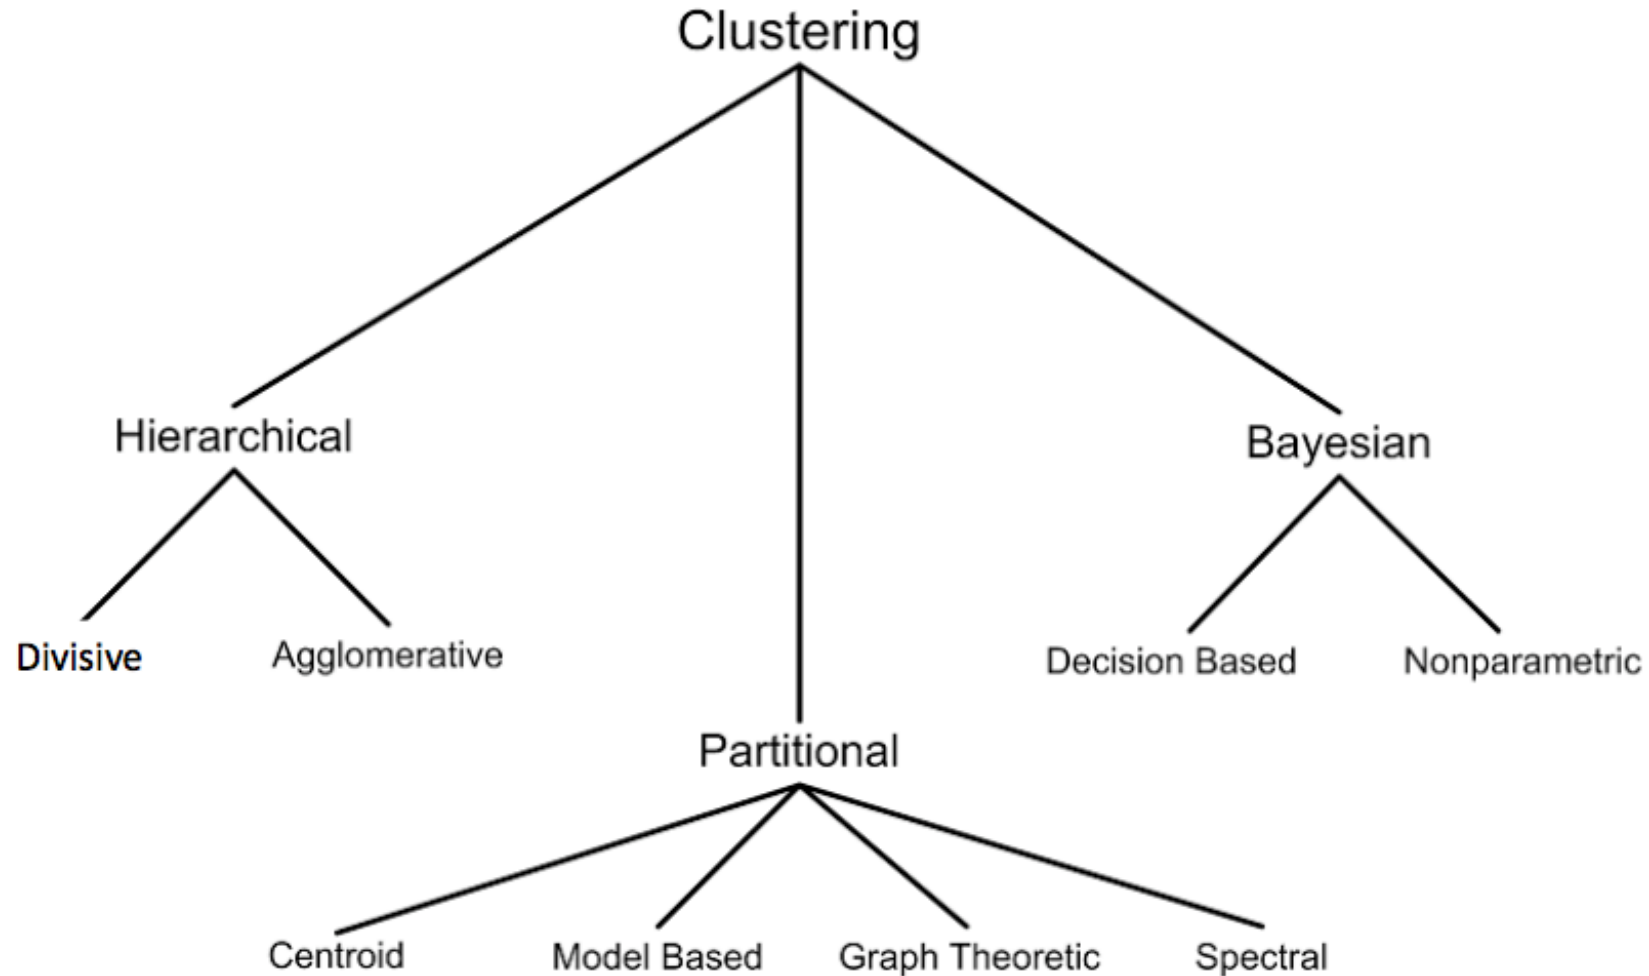 Clustering
Hierarchical
Bayesian
Divisive
Agglomerative
Decision Based
Nonparametric
Partitional
Centroid
Model Based
Graph Theoretic
Spectral